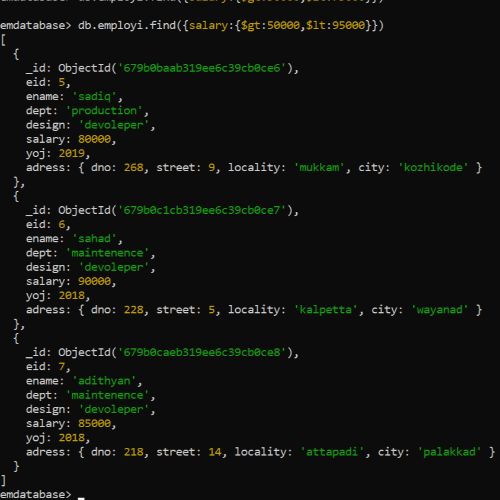 emdatabase> db.employi.find({salary:{$gt:50000,$lt:95000}})
[
  {
    _id: ObjectId('679b0baab319ee6c39cb0ce6'),
    eid: 5,
    ename: 'sadiq',
    dept: 'production',
    design: 'devoleper',
    salary: 80000,
    yoj: 2019,
    adress: { dno: 268, street: 9, locality: 'mukkam', city: 'kozhikode' }
  },
  {
    _id: ObjectId('679b0c1cb319ee6c39cb0ce7'),
    eid: 6,
    ename: 'sahad',
    dept: 'maintenence',
    design: 'devoleper',
    salary: 90000,
    yoj: 2018,
    adress: { dno: 228, street: 5, locality: 'kalpetta', city: 'wayanad' }
  },
  {
    _id: ObjectId('679b0caeb319ee6c39cb0ce8'),
    eid: 7,
    ename: 'adithyan',
    dept: 'maintenence',
    design: 'devoleper',
    salary: 85000,
    yoj: 2018,
    adress: { dno: 218, street: 14, locality: 'attapadi', city: 'palakkad' }
  }
]
emdatabase>